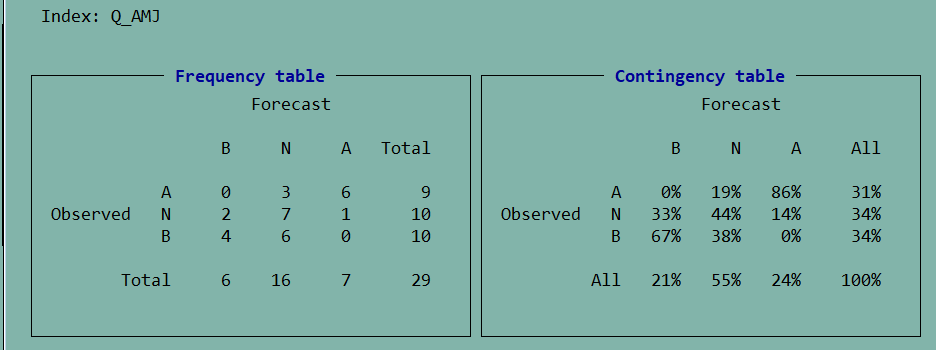 Index: Q_AMJ
Frequency table
Forecast
B N A Total
A 0 3 6 9
Observed N 2 7 1 10
B 4 6 0 10
Total 6 16 7 29
Contingency table
Forecast
B N A All
A 0% 19% 86% 31%
Observed N 33% 44% 14% 34%
B 67% 38% 0% 34%
All 21% 55% 24% 100%